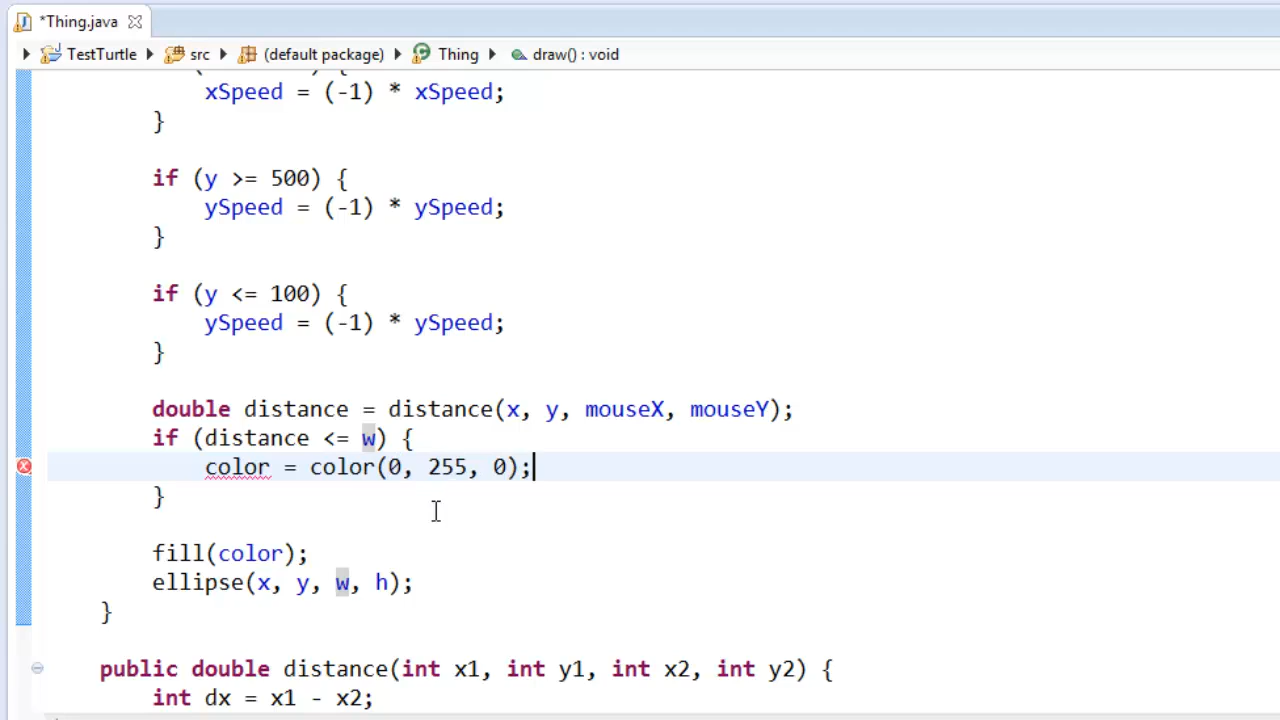 *Thing.java
TestTurtle src (default package) Thing draw() : void
xSpeed = (-1) * xSpeed;
}
if (y >= 500) {
ySpeed = (-1) * ySpeed;
}
if (y <= 100) {
ySpeed = (-1) * ySpeed;
}
double distance = distance(x, y, mouseX, mouseY);
if (distance <= w) {
color = color(0, 255, 0);
}
fill(color);
ellipse(x, y, w, h);
}
public double distance(int x1, int y1, int x2, int y2) {
int dx = x1 - x2;